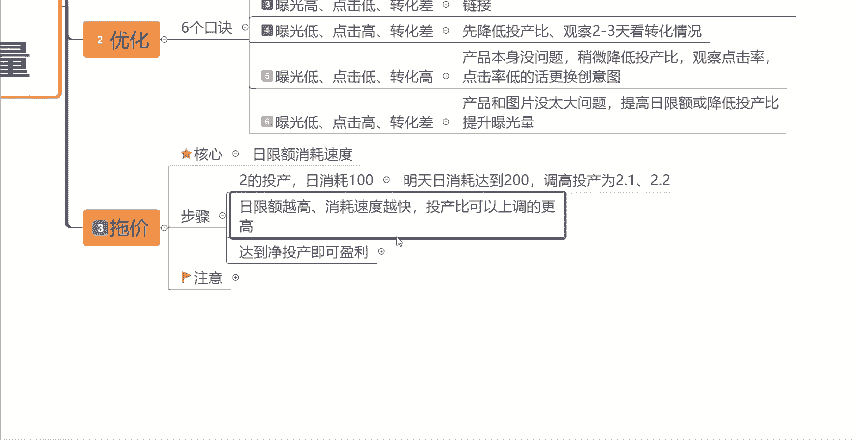 量
2 优化
6个口诀
3 曝光高、点击低、转化差
链接
4 曝光低、点击高、转化差
先降低投产比、观察2-3天看转化情况
5 曝光低、点击低、转化高
产品本身没问题，稍微降低投产比，观察点击率，
点击率低的话更换创意图
6 曝光低、点击高、转化差
产品和图片没太大问题，提高日限额或降低投产比
提升曝光量
3 拖价
核心
日限额消耗速度
步骤
2的投产，日消耗100
明天日消耗达到200，调高投产为2.1、2.2
日限额越高、消耗速度越快，投产比可以上调的更
高
达到净投产即可盈利
注意